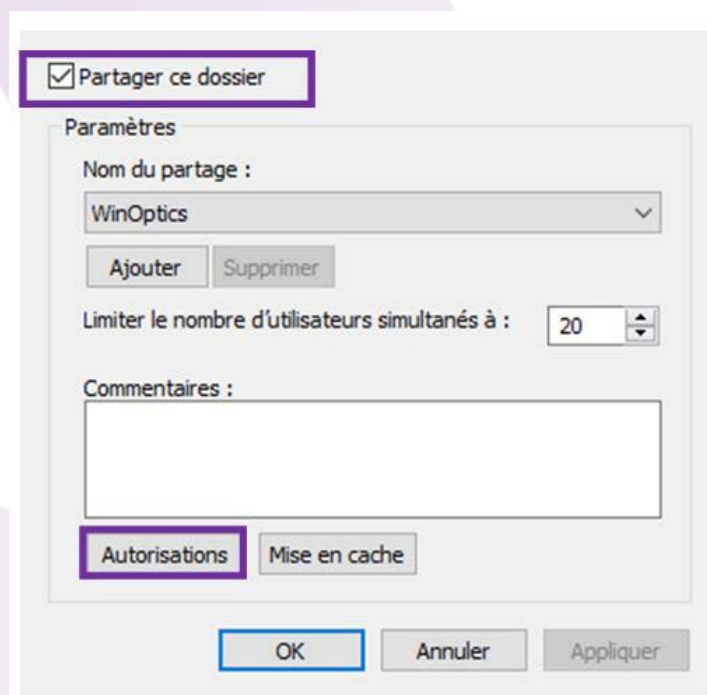 Partager ce dossier
Paramètres
Nom du partage :
WinOptics
Ajouter Supprimer
Limiter le nombre d'utilisateurs simultanés à : 20
Commentaires :
Autorisations Mise en cache
OK Annuler Appliquer